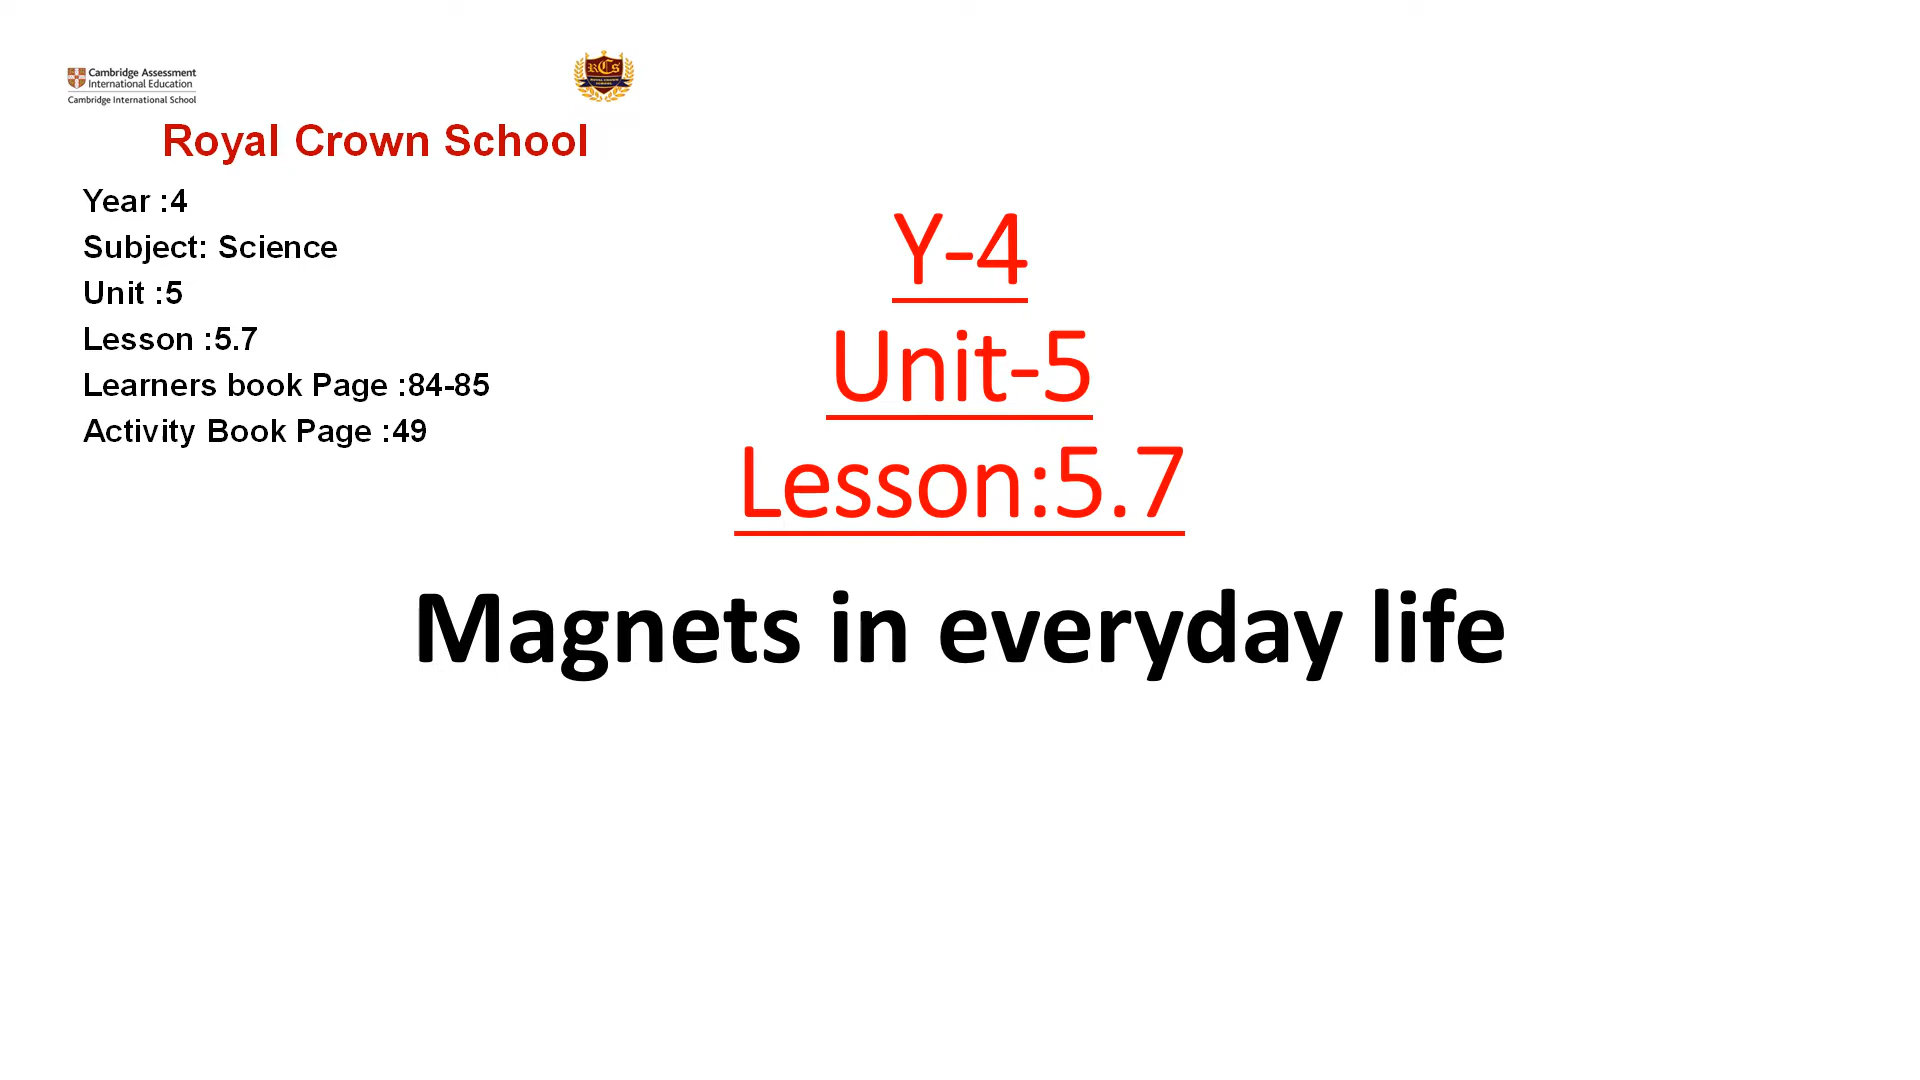 Cambridge Assessment
International Education
Cambridge International School
RCS
Royal Crown School
Year :4
Subject: Science
Unit :5
Lesson :5.7
Learners book Page :84-85
Activity Book Page :49
Y-4
Unit-5
Lesson:5.7
Magnets in everyday life